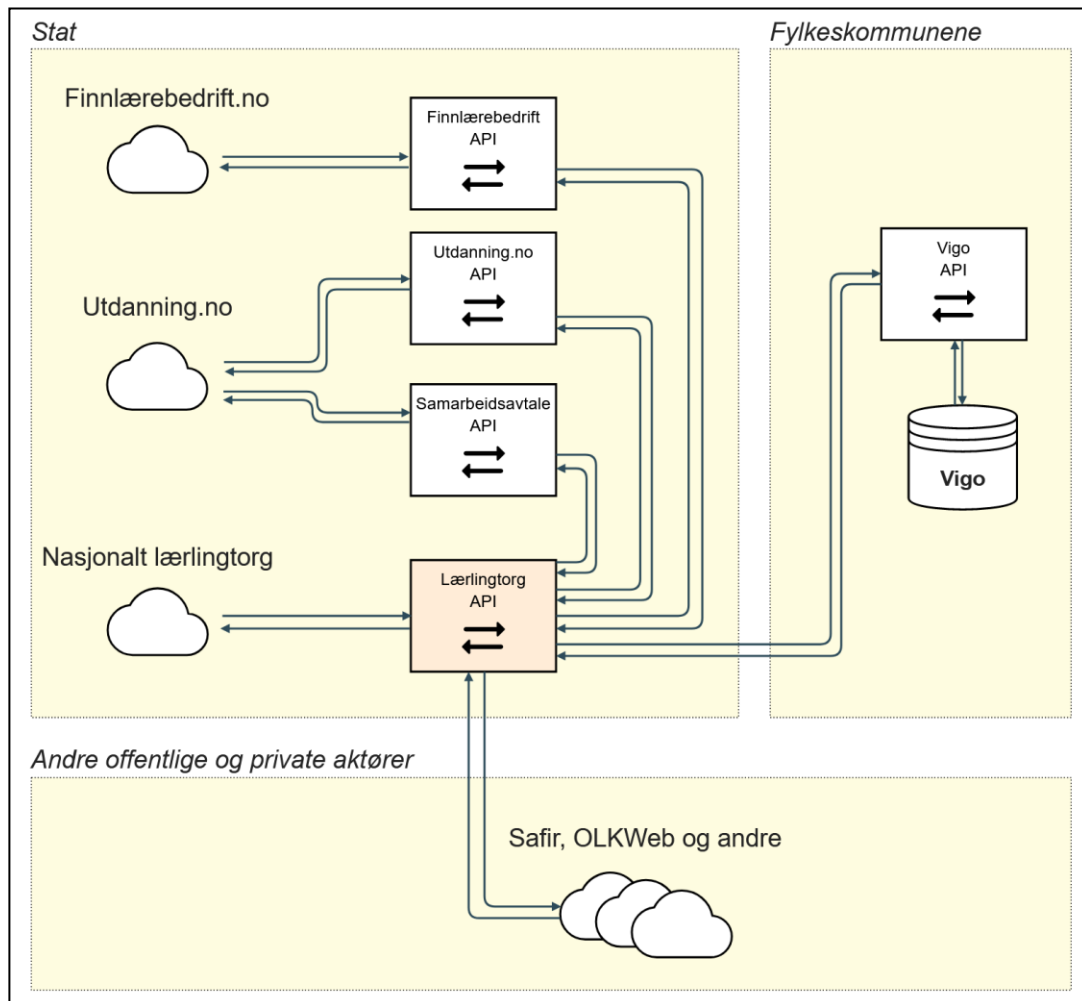 Stat
Fylkeskommunene
Finnlærebedrift.no
Finnlærebedrift
API
Utdanning.no
API
Vigo
API
Utdanning.no
Samarbeidsavtale
API
Vigo
Nasjonalt lærlingtorg
Lærlingtorg
API
Andre offentlige og private aktører
Safir, OLKWeb og andre